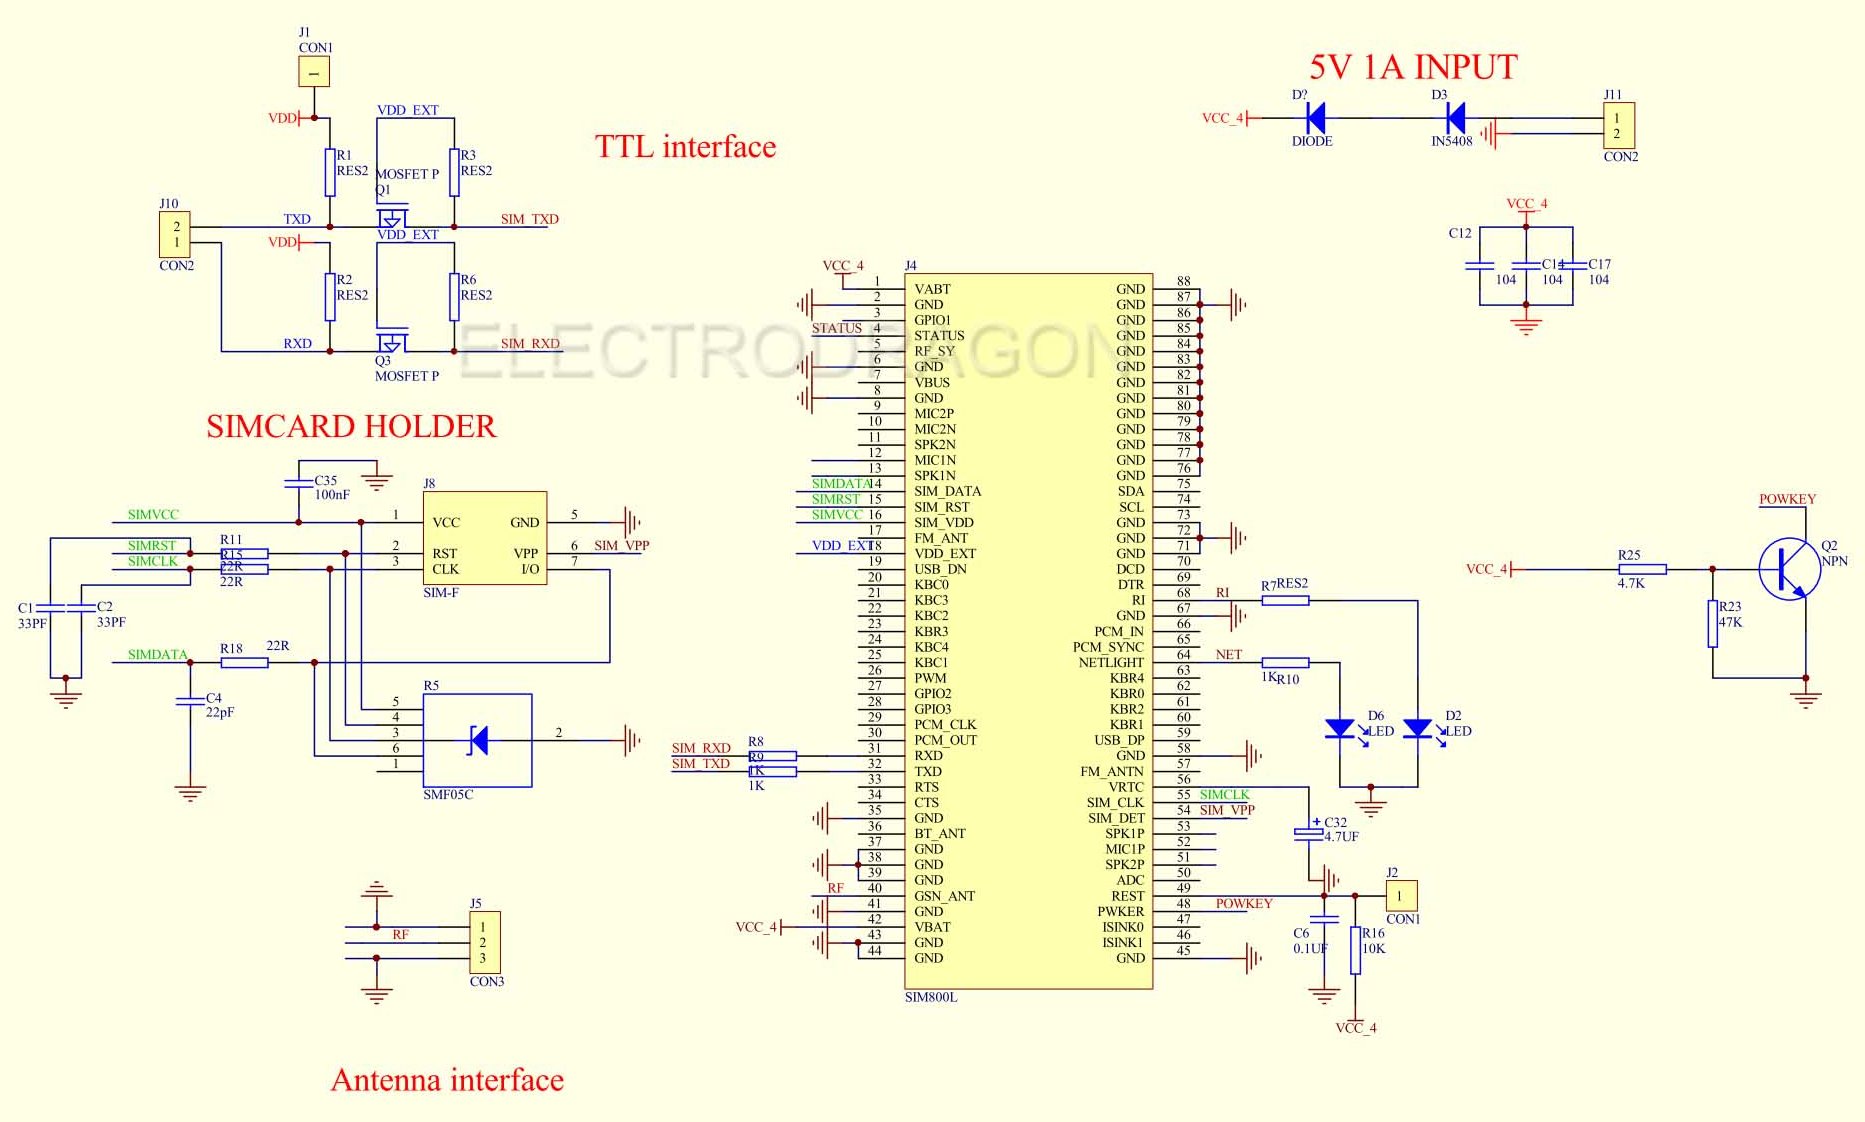 J1
CON1
1
VDD
VDD_EXT
R1
RES2
R3
RES2
MOSFET P
Q1
TTL interface
J10
2
1
CON2
TXD
SIM_TXD
VDD
VDD_EXT
R2
RES2
R6
RES2
RXD
SIM_RXD
Q3
MOSFET P
ELECTRODRAGON
5V 1A INPUT
VCC_4
D?
DIODE
D3
IN5408
J11
1
2
CON2
VCC_4
C12
104
C14
104
C17
104
SIMCARD HOLDER
C35
100nF
SIMVCC
SIMRST
SIMCLK
R11
R15
22R
22R
J8
1 VCC
2 RST
3 CLK
GND 5
VPP 6
I/O 7
SIM_VPP
SIM-F
C1
33PF
C2
33PF
SIMDATA
R18
22R
C4
22pF
R5
5
4
3
6
1
2
SMF05C
SIM_RXD
SIM_TXD
R8
R9
1K
1K
J5
1
2
3
CON3
RF
Antenna interface
VCC_4
J4
1 VABT
2 GND
3 GPIO1
STATUS 4 STATUS
5 RF_SY
6 GND
7 VBUS
8 GND
9 MIC2P
10 MIC2N
11 SPK2N
12 MIC1N
13 SPK1N
SIMDATA 14 SIM_DATA
SIMRST 15 SIM_RST
SIMVCC 16 SIM_VDD
17 FM_ANT
VDD_EXT 18 VDD_EXT
19 USB_DN
20 KBC0
21 KBC3
22 KBC2
23 KBR3
24 KBC4
25 KBC1
26 PWM
27 GPIO2
28 GPIO3
29 PCM_CLK
30 PCM_OUT
31 RXD
32 TXD
33 RTS
34 CTS
35 GND
36 BT_ANT
37 GND
38 GND
39 GND
RF 40 GSN_ANT
41 GND
VCC_4 42 VBAT
43 GND
44 GND
SIM800L
GND 88
GND 87
GND 86
GND 85
GND 84
GND 83
GND 82
GND 81
GND 80
GND 79
GND 78
GND 77
GND 76
SDA 75
SCL 74
GND 73
GND 72
GND 71
DCD 70
DTR 69
RI 68 RI
GND 67
PCM_IN 66
PCM_SYNC 65
NETLIGHT 64 NET
KBR4 63
KBR0 62
KBR2 61
KBR1 60
USB_DP 59
GND 58
FM_ANTN 57
VRTC 56
SIM_CLK 55 SIMCLK
SIM_DET 54 SIM_VPP
SPK1P 53
MIC1P 52
SPK2P 51
ADC 50
REST 49
PWKER 48 POWKEY
ISINK0 47
ISINK1 46
GND 45
R7
RES2
1K
R10
D6
LED
D2
LED
C32
4.7UF
+
J2
1
CON1
C6
0.1UF
R16
10K
VCC_4
POWKEY
VCC_4
R25
4.7K
Q2
NPN
R23
47K